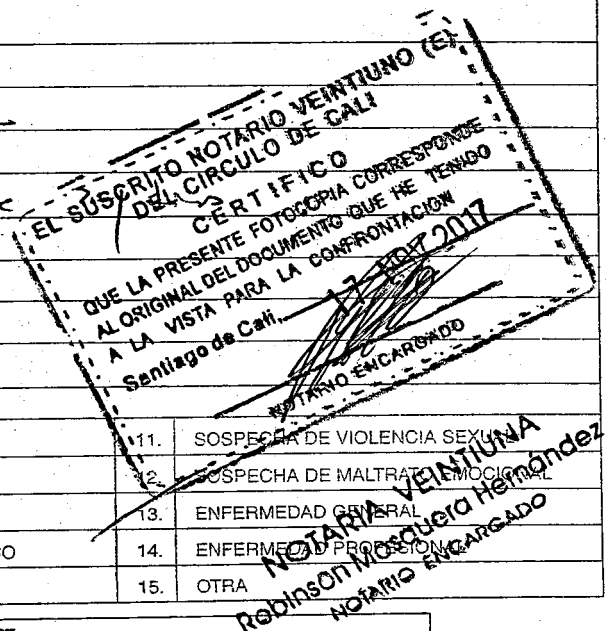 EL SUSCRITO NOTARIO VEINTIUNO (E)
DEL CIRCULO DE CALI
CERTIFICO
QUE LA PRESENTE FOTOCOPIA CORRESPONDE
AL ORIGINAL DEL DOCUMENTO QUE HE TENIDO
A LA VISTA PARA LA CONFRONTACION
Santiago de Cali, 2017
NOTARIO ENCARGADO
11. SOSPECHA DE VIOLENCIA SEXUAL
12. SOSPECHA DE MALTRATO EMOCIONAL
13. ENFERMEDAD GENERAL
14. ENFERMEDAD PROFESIONAL
15. OTRA
NOTARIA VEINTIUNA
Robinson Mosquera Hernández
NOTARIO ENCARGADO